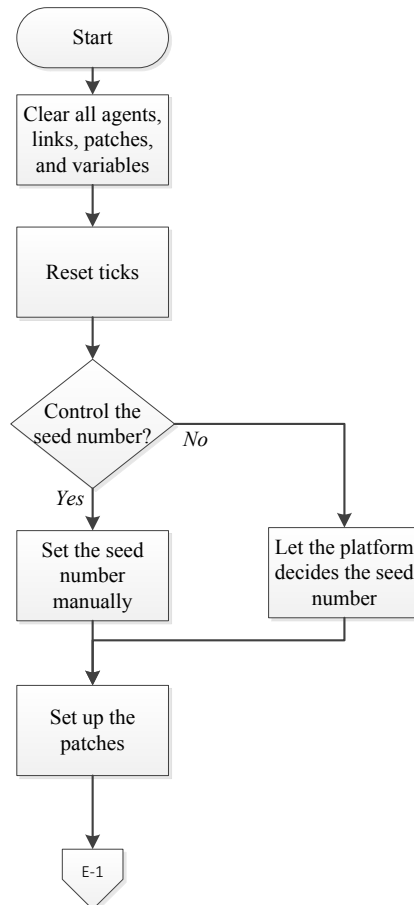 Start
Clear all agents,
links, patches,
and variables
Reset ticks
Control the
seed number?
No
Yes
Set the seed
number
manually
Let the platform
decides the seed
number
Set up the
patches
E-1